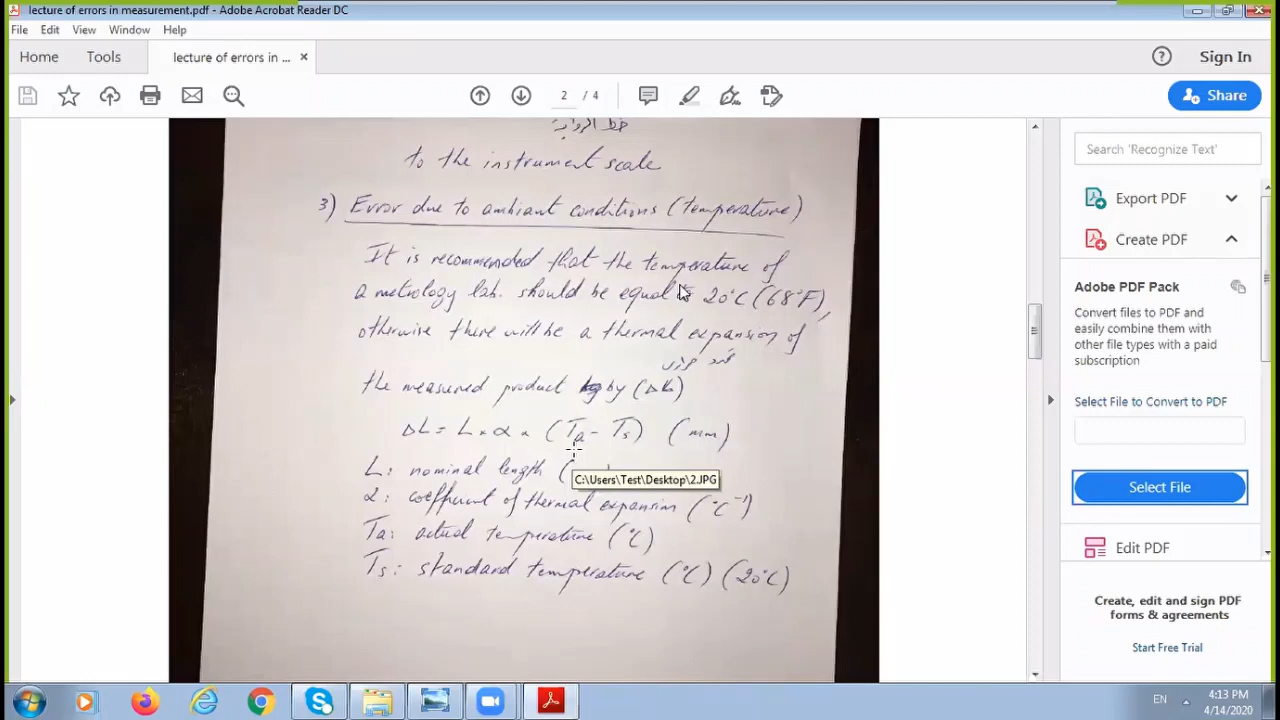 lecture of errors in measurement.pdf - Adobe Acrobat Reader DC
File Edit View Window Help
Home Tools lecture of errors in ... ×
Sign In
2 / 4
Share
خط الرؤية
to the instrument scale
3) Error due to ambiant conditions (temperature)
It is recommended that the temperature of
a metrology lab. should be equal 20°C (68°F),
otherwise there will be a thermal expansion of
the measured product by (ΔL)
ΔL = L × α × (Ta - Ts) (mm)
L: nominal length (
C:\Users\Test\Desktop\2.JPG
α: coefficient of thermal expansion (°C⁻¹)
Ta: actual temperature (°C)
Ts: standard temperature (°C) (20°C)
Search 'Recognize Text'
Export PDF
Create PDF
Adobe PDF Pack
Convert files to PDF and
easily combine them with
other file types with a paid
subscription
Select File to Convert to PDF
Select File
Edit PDF
Create, edit and sign PDF
forms & agreements
Start Free Trial
EN
4:13 PM
4/14/2020